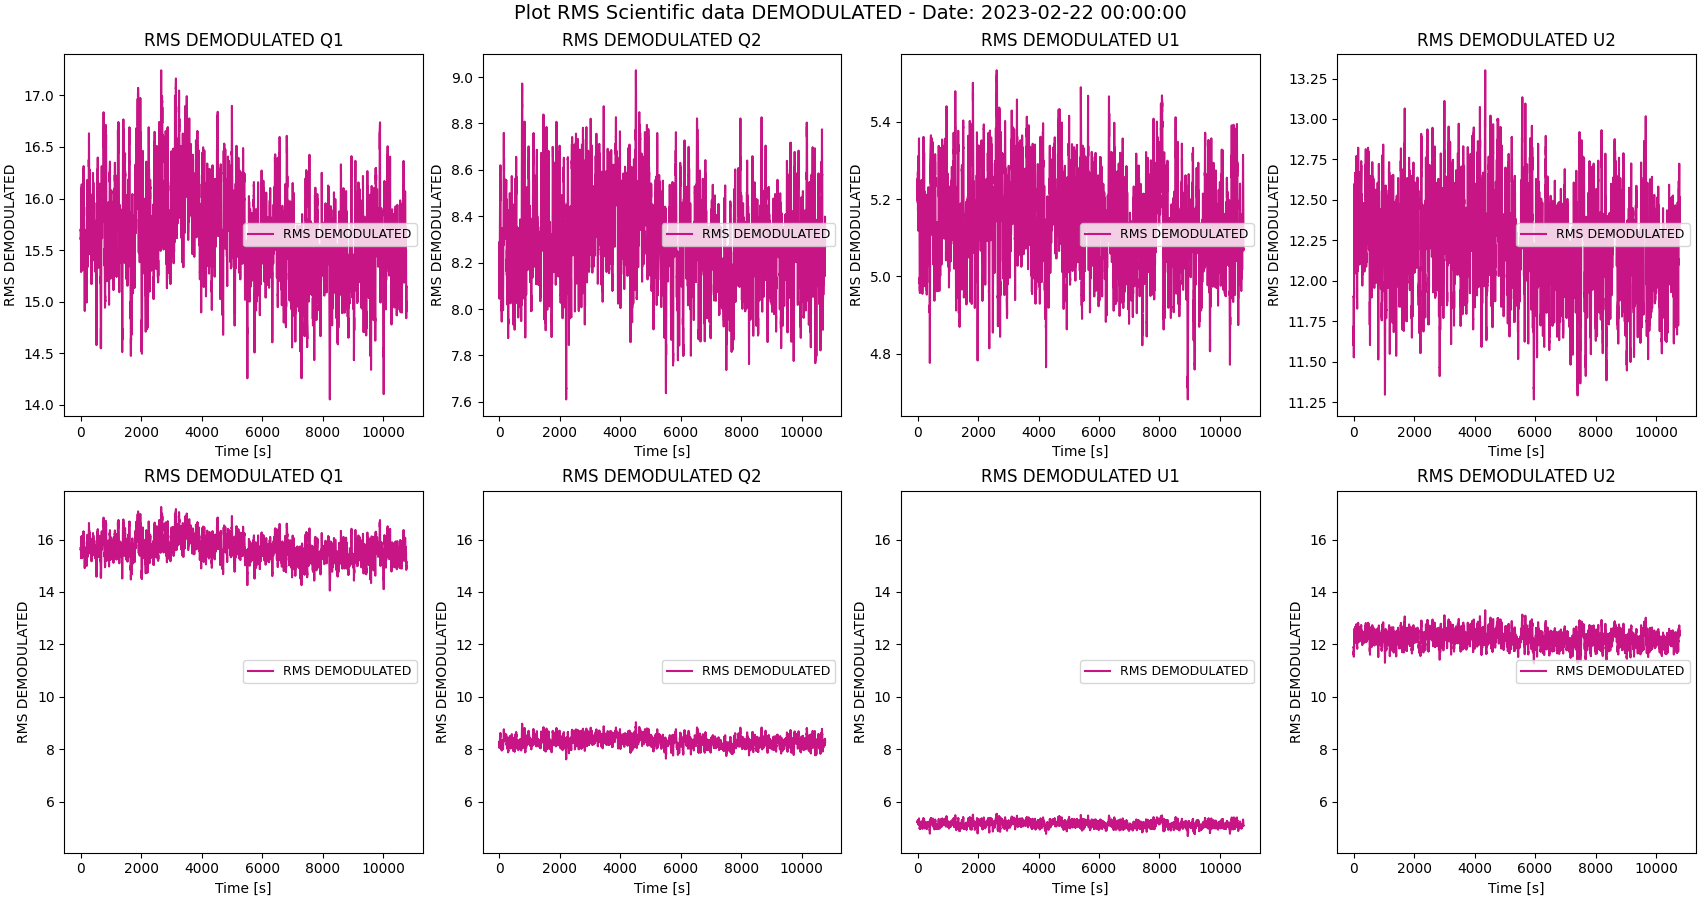 Plot RMS Scientific data DEMODULATED - Date: 2023-02-22 00:00:00
RMS DEMODULATED Q1
RMS DEMODULATED
17.0
16.5
16.0
15.5
15.0
14.5
14.0
RMS DEMODULATED
0 2000 4000 6000 8000 10000
Time [s]
RMS DEMODULATED Q2
RMS DEMODULATED
9.0
8.8
8.6
8.4
8.2
8.0
7.8
7.6
RMS DEMODULATED
0 2000 4000 6000 8000 10000
Time [s]
RMS DEMODULATED U1
RMS DEMODULATED
5.4
5.2
5.0
4.8
RMS DEMODULATED
0 2000 4000 6000 8000 10000
Time [s]
RMS DEMODULATED U2
RMS DEMODULATED
13.25
13.00
12.75
12.50
12.25
12.00
11.75
11.50
11.25
RMS DEMODULATED
0 2000 4000 6000 8000 10000
Time [s]
RMS DEMODULATED Q1
RMS DEMODULATED
16
14
12
10
8
6
RMS DEMODULATED
0 2000 4000 6000 8000 10000
Time [s]
RMS DEMODULATED Q2
RMS DEMODULATED
16
14
12
10
8
6
RMS DEMODULATED
0 2000 4000 6000 8000 10000
Time [s]
RMS DEMODULATED U1
RMS DEMODULATED
16
14
12
10
8
6
RMS DEMODULATED
0 2000 4000 6000 8000 10000
Time [s]
RMS DEMODULATED U2
RMS DEMODULATED
16
14
12
10
8
6
RMS DEMODULATED
0 2000 4000 6000 8000 10000
Time [s]